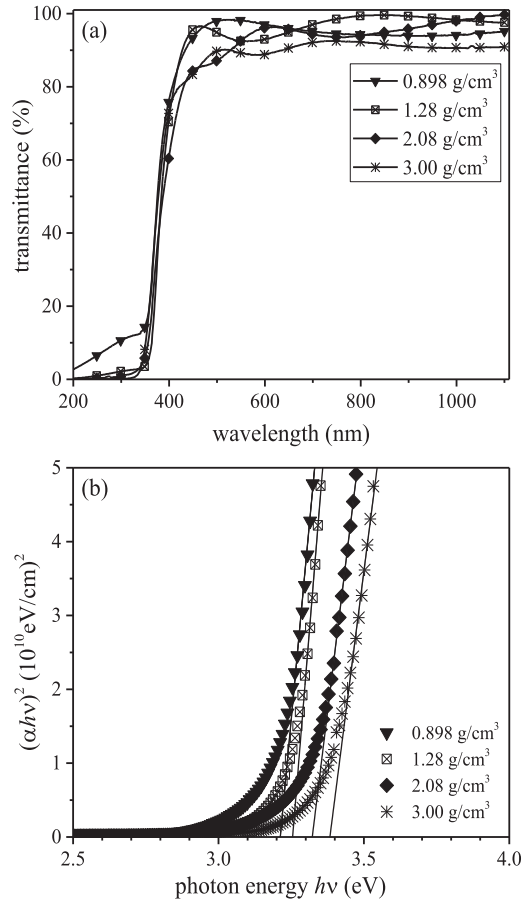 100
(a)
80
0.898 g/cm³
1.28 g/cm³
2.08 g/cm³
3.00 g/cm³
60
transmittance (%)
40
20
0
200 400 600 800 1000
wavelength (nm)
5
(b)
4
3
(αhν)² (10¹⁰eV/cm)²
2
0.898 g/cm³
1
1.28 g/cm³
2.08 g/cm³
3.00 g/cm³
0
2.5 3.0 3.5 4.0
photon energy hν (eV)